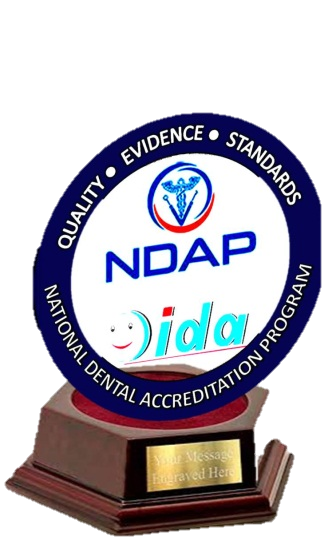 QUALITY • EVIDENCE • STANDARDS
NDAP
ida
NATIONAL DENTAL ACCREDITATION PROGRAM
Your Message
Engraved Here